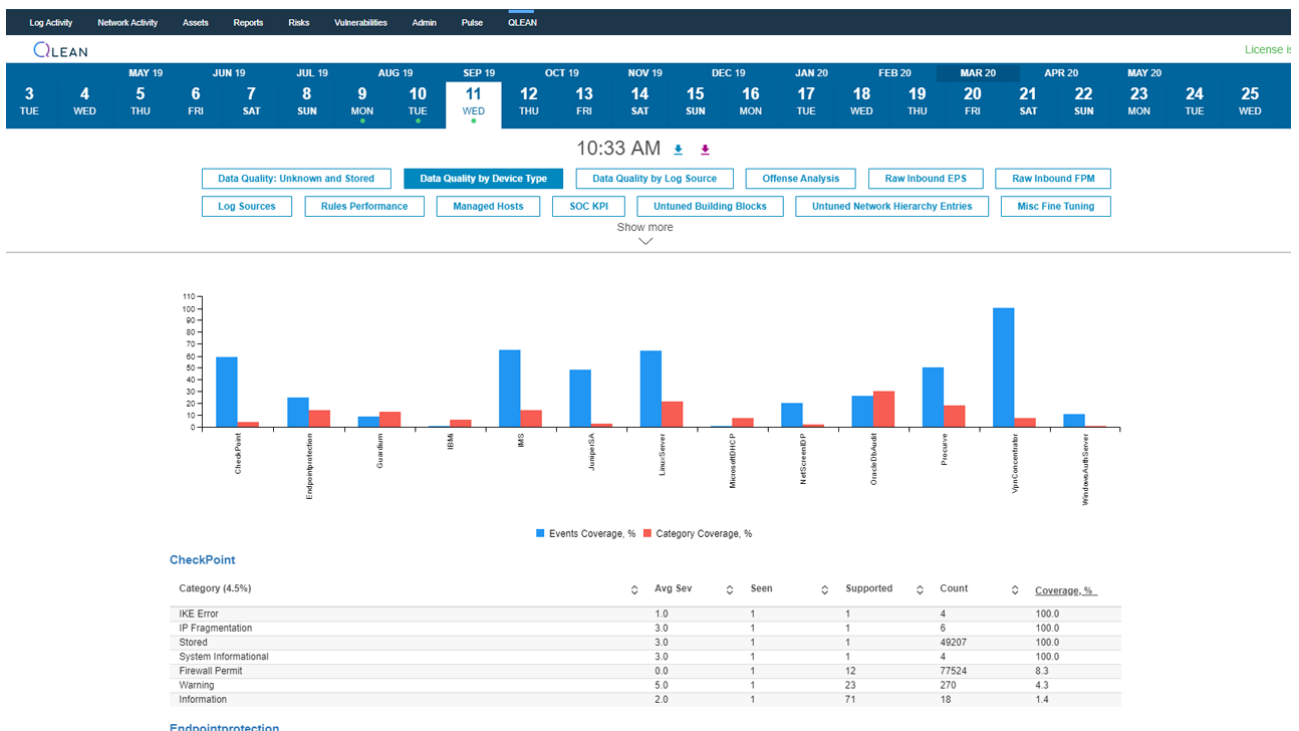 Log Activity Network Activity Assets Reports Risks Vulnerabilities Admin Pulse QLEAN
QLEAN License is
MAY 19 JUN 19 JUL 19 AUG 19 SEP 19 OCT 19 NOV 19 DEC 19 JAN 20 FEB 20 MAR 20 APR 20 MAY 20
3 4 5 6 7 8 9 10 11 12 13 14 15 16 17 18 19 20 21 22 23 24 25
TUE WED THU FRI SAT SUN MON TUE WED THU FRI SAT SUN MON TUE WED THU FRI SAT SUN MON TUE WED
10:33 AM
Data Quality: Unknown and Stored Data Quality by Device Type Data Quality by Log Source Offense Analysis Raw Inbound EPS Raw Inbound FPM
Log Sources Rules Performance Managed Hosts SOC KPI Untuned Building Blocks Untuned Network Hierarchy Entries Misc Fine Tuning
Show more
110
100
90
80
70
60
50
40
30
20
10
0
CheckPoint Endpointprotection Guardium IBMi IMS JuniperSA LinuxServer MicrosoftDHCP NetScreenIDP OracleDbAudit Procurve VpnConcentrator WindowsAuthServer
Events Coverage, % Category Coverage, %
CheckPoint
Category (4.5%) Avg Sev Seen Supported Count Coverage, %
IKE Error 1.0 1 1 4 100.0
IP Fragmentation 3.0 1 1 6 100.0
Stored 3.0 1 1 49207 100.0
System Informational 3.0 1 1 4 100.0
Firewall Permit 0.0 1 12 77524 8.3
Warning 5.0 1 23 270 4.3
Information 2.0 1 71 18 1.4
Endpointprotection